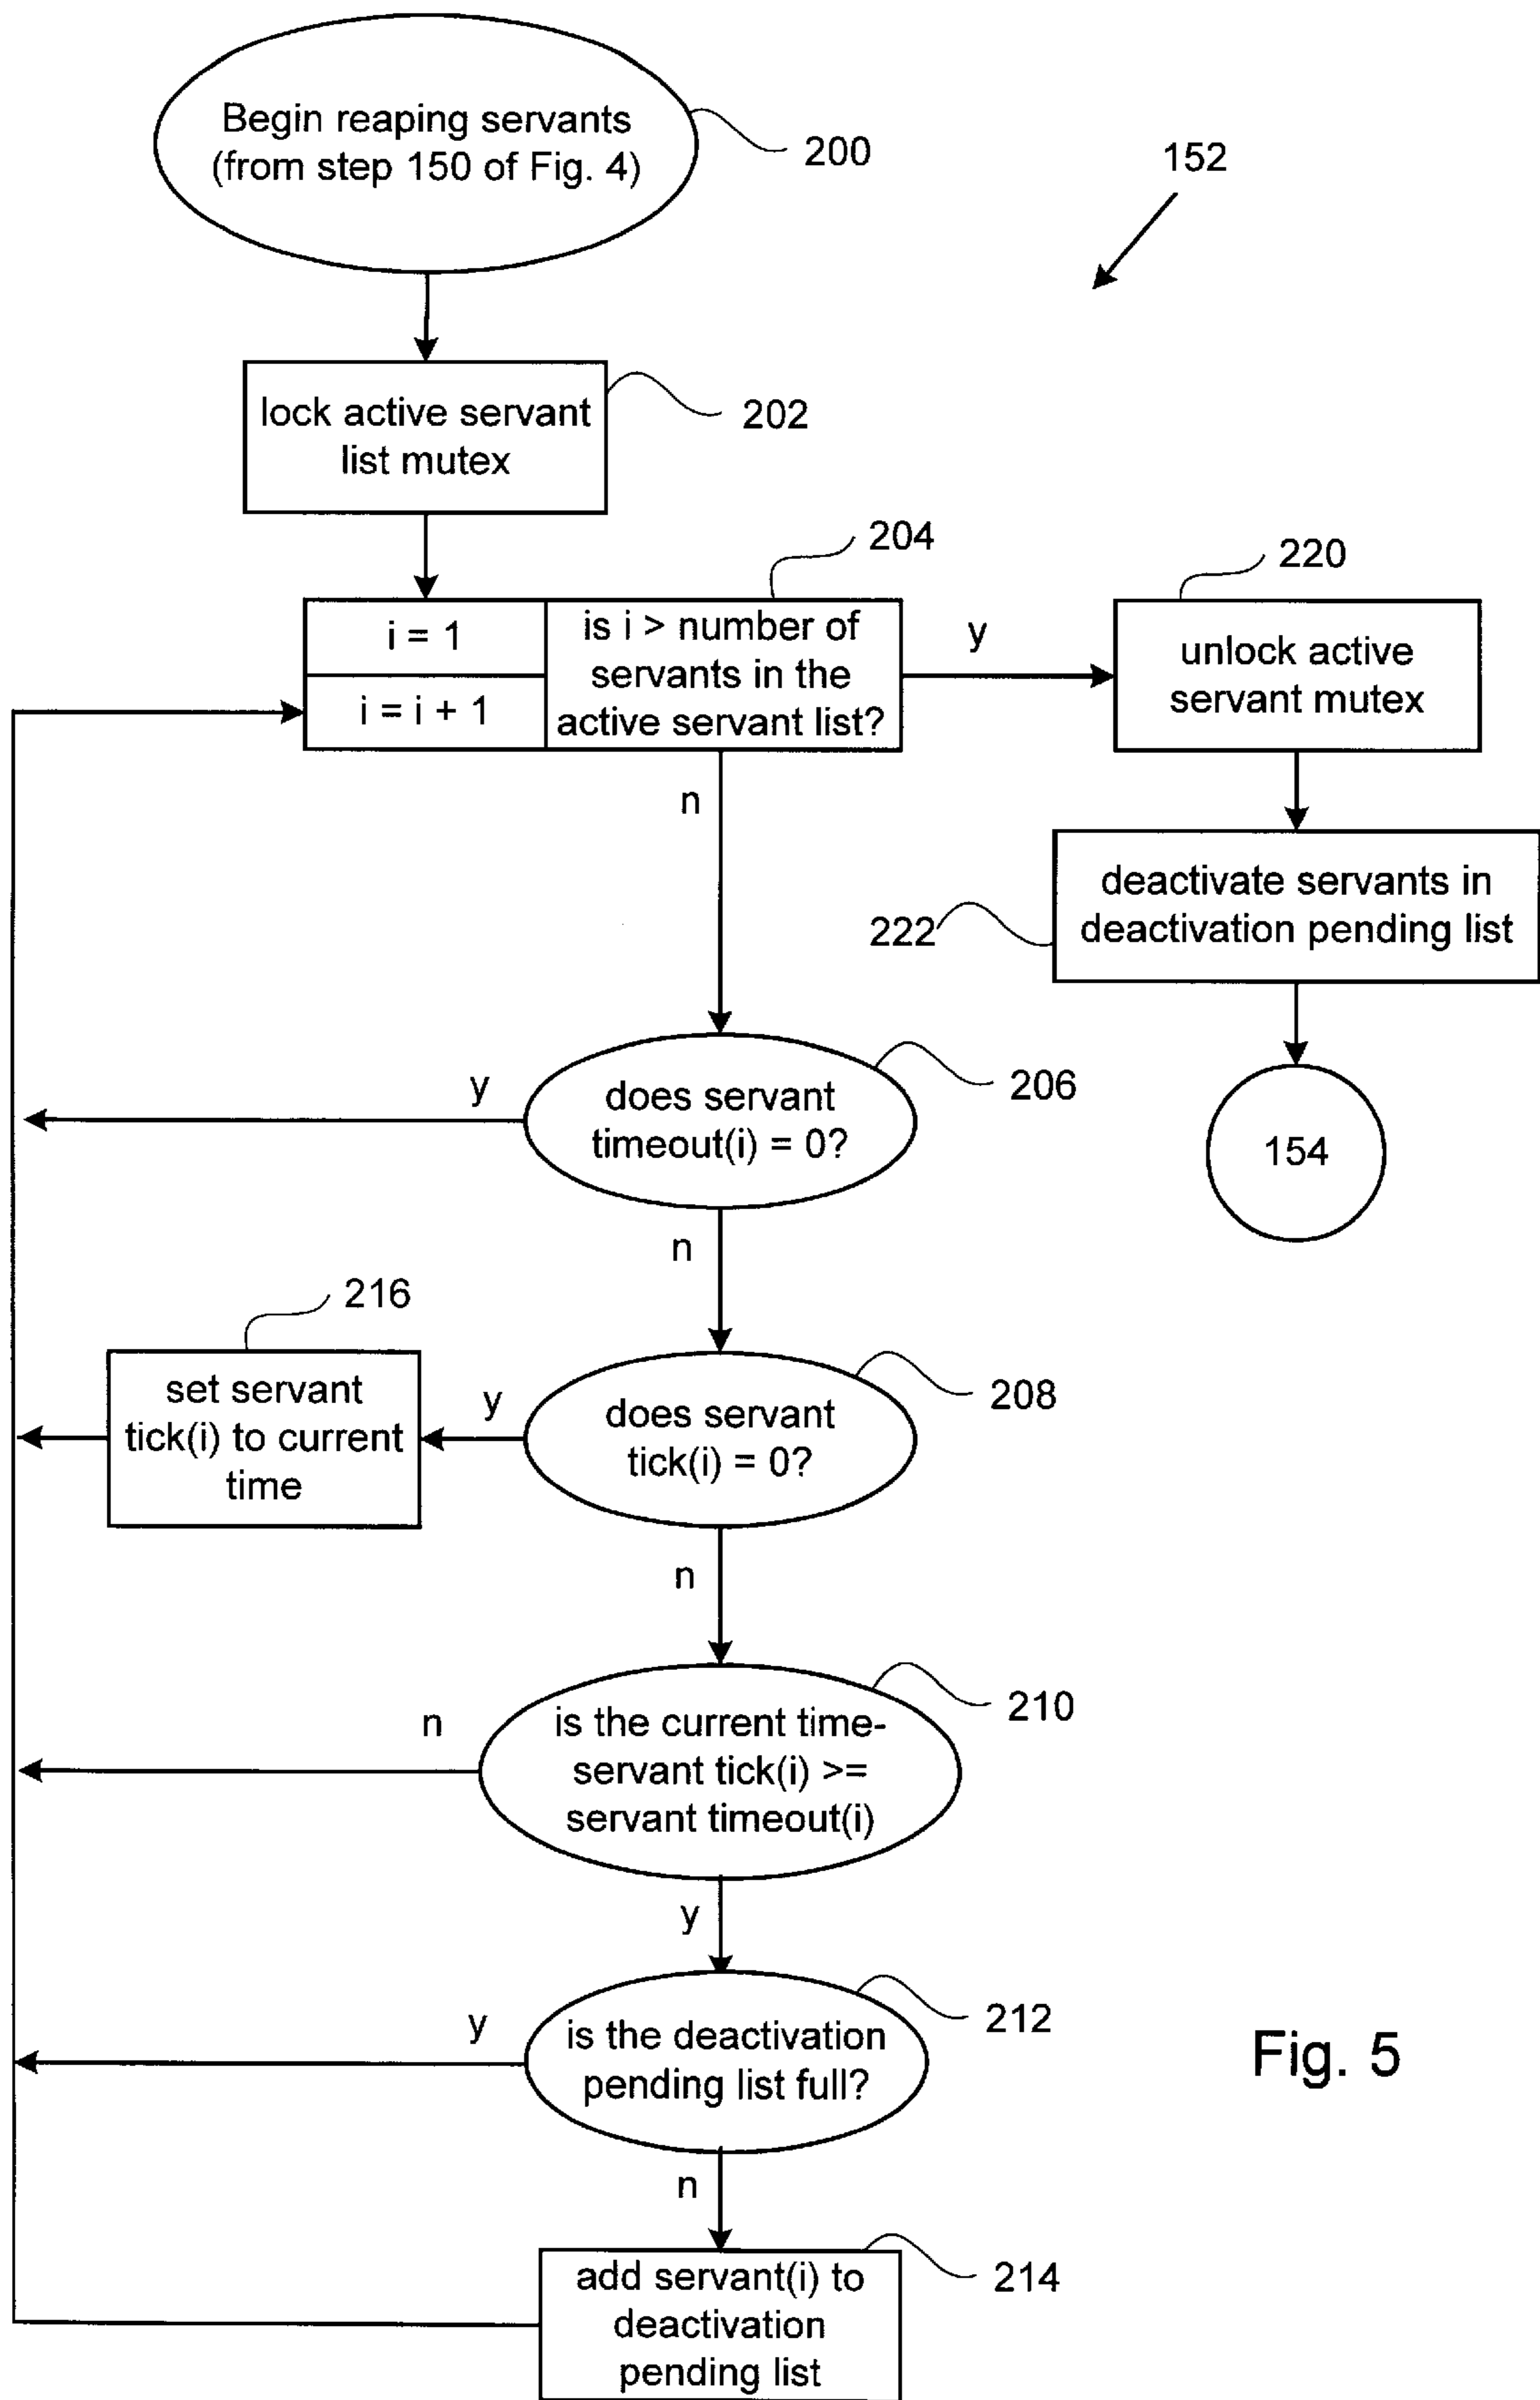 Begin reaping servants
(from step 150 of Fig. 4)
200
152
lock active servant
list mutex
202
204
i = 1
i = i + 1
is i > number of
servants in the
active servant list?
y
220
unlock active
servant mutex
n
deactivate servants in
deactivation pending list
222
154
does servant
timeout(i) = 0?
206
y
n
216
set servant
tick(i) to current
time
y
does servant
tick(i) = 0?
208
n
is the current time-
servant tick(i) >=
servant timeout(i)
210
n
y
is the deactivation
pending list full?
212
y
n
add servant(i) to
deactivation
pending list
214
Fig. 5